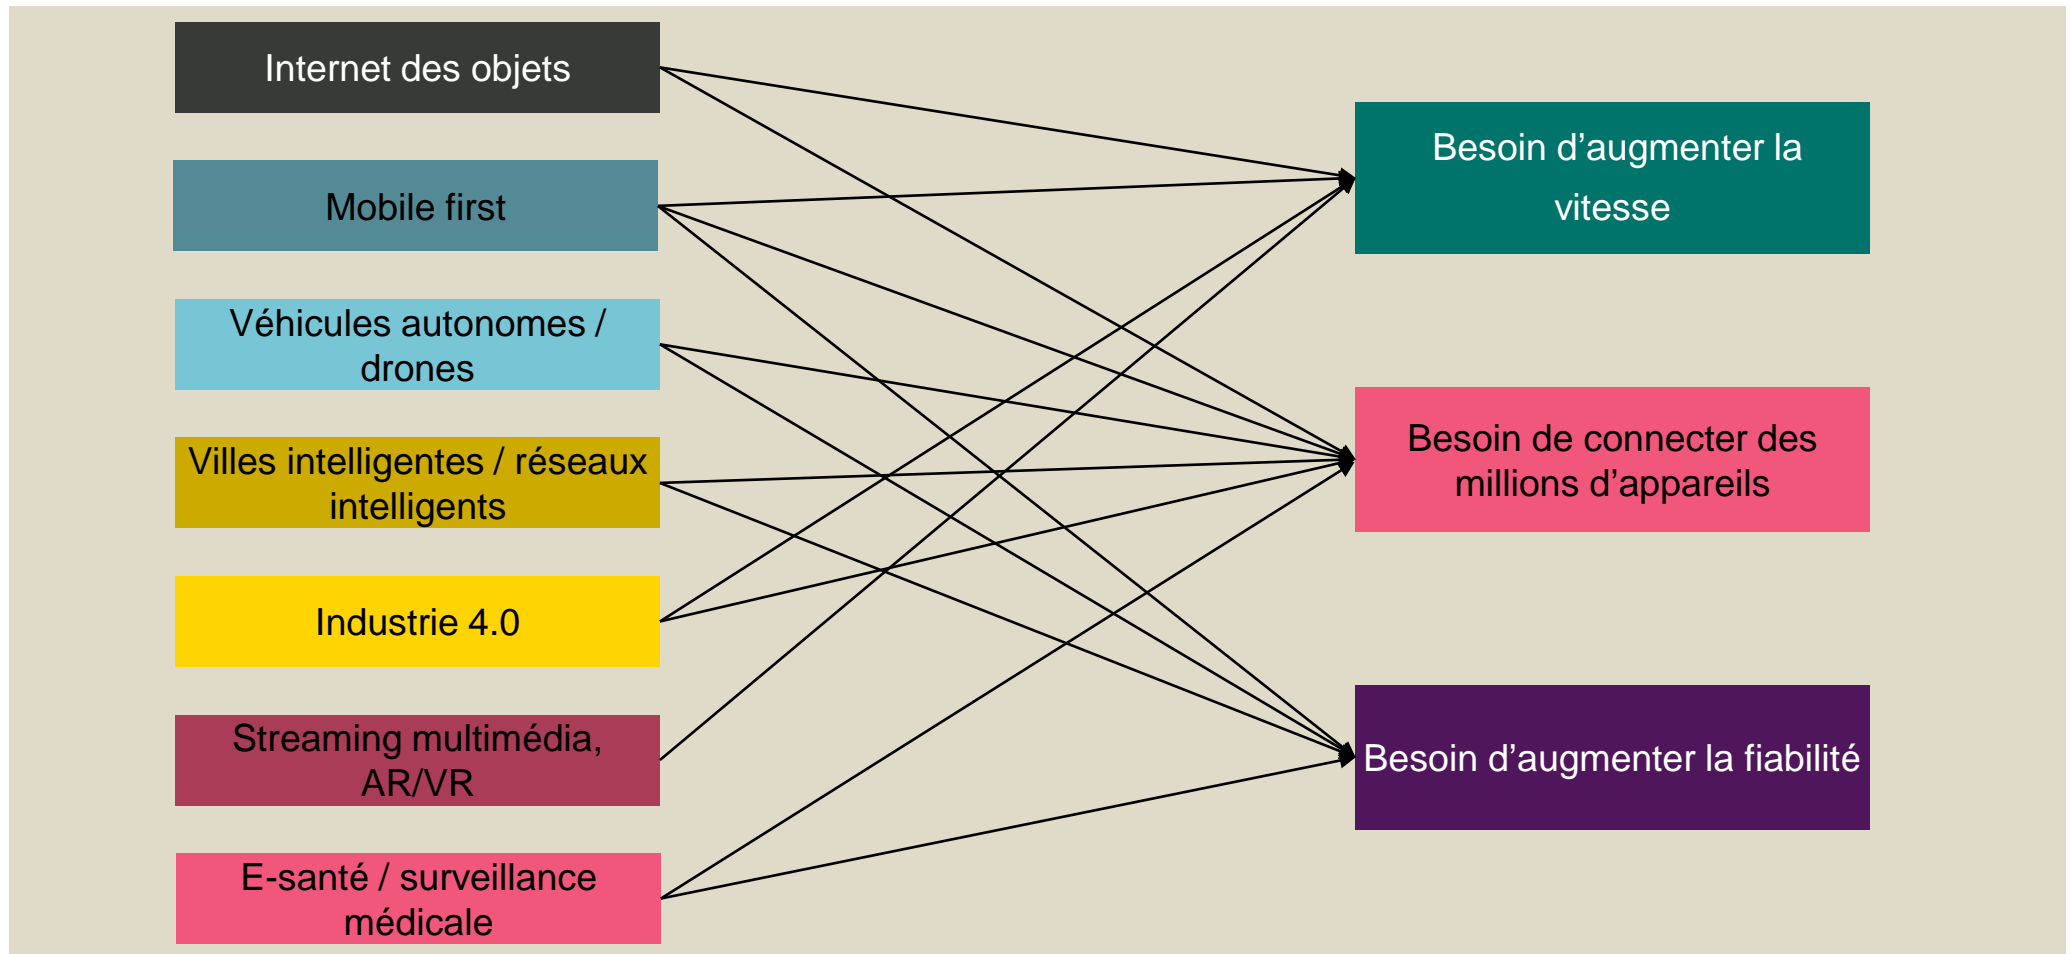 Internet des objets
Mobile first
Véhicules autonomes /
drones
Villes intelligentes / réseaux
intelligents
Industrie 4.0
Streaming multimédia,
AR/VR
E-santé / surveillance
médicale
Besoin d’augmenter la
vitesse
Besoin de connecter des
millions d’appareils
Besoin d’augmenter la fiabilité